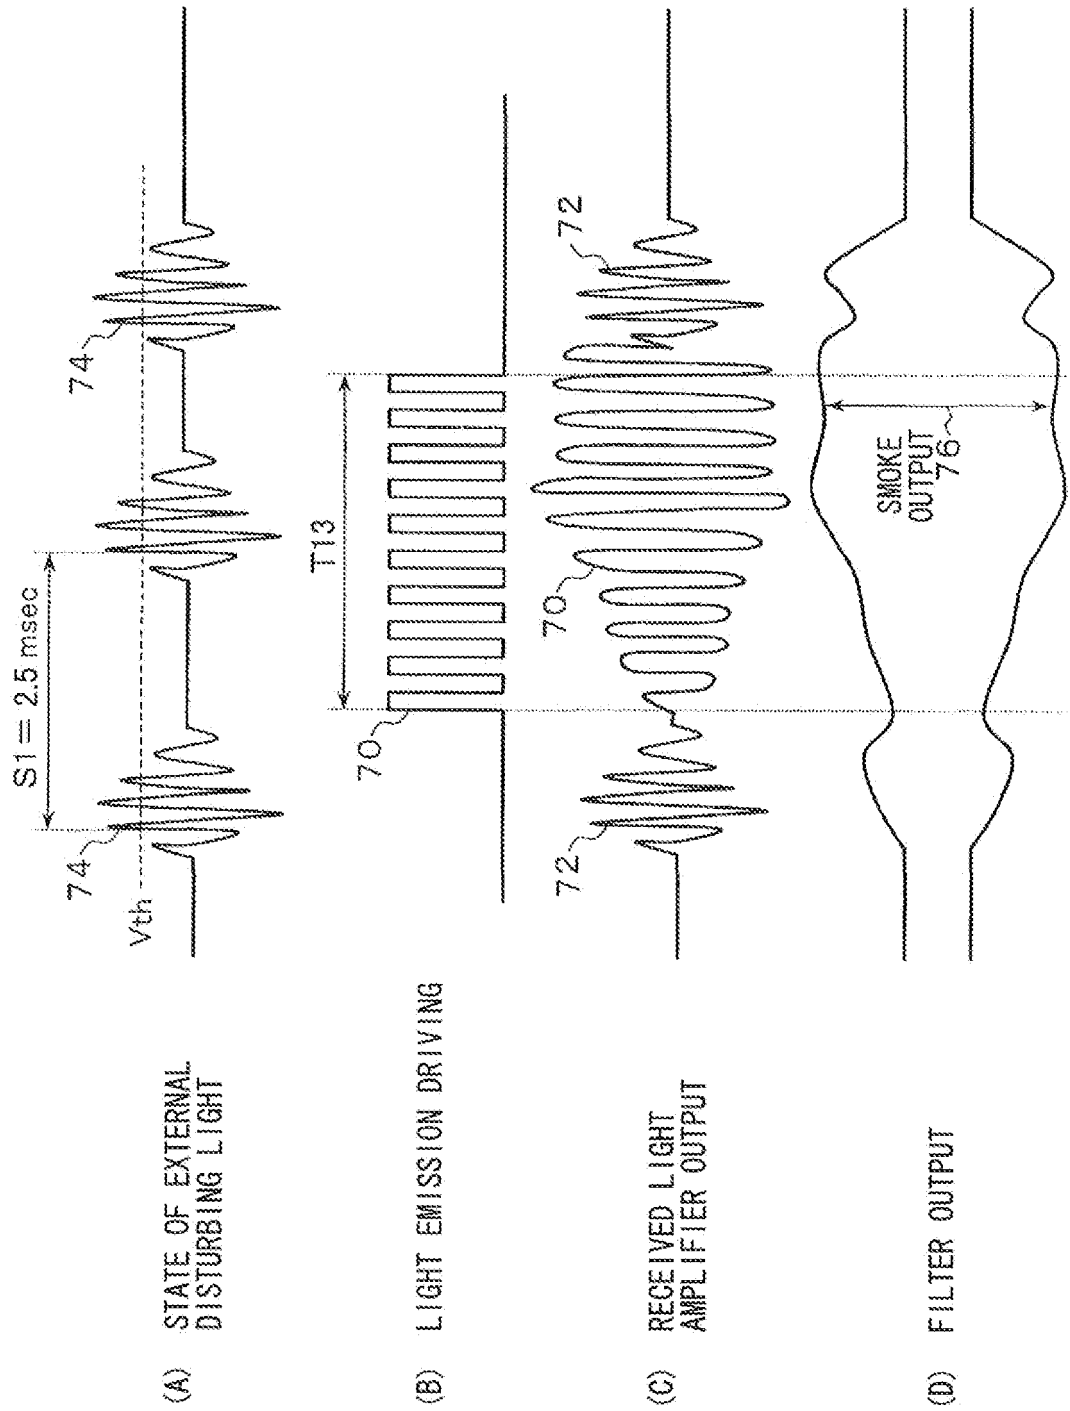 (A) STATE OF EXTERNAL
DISTURBING LIGHT
S1 = 2.5 msec
Vth
74
74
(B) LIGHT EMISSION DRIVING
70
T13
(C) RECEIVED LIGHT
AMPLIFIER OUTPUT
72
70
72
(D) FILTER OUTPUT
SMOKE
OUTPUT
76